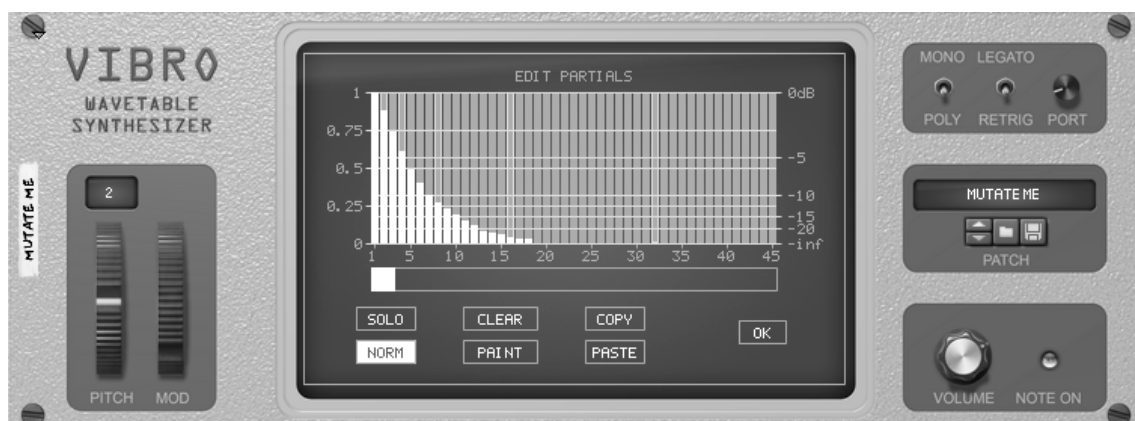 VIBRO
WAVETABLE
SYNTHESIZER
MUTATE ME
2
PITCH MOD
EDIT PARTIALS
1
0.75
0.5
0.25
0
0dB
-5
-10
-15
-20
-inf
1 5 10 15 20 25 30 35 40 45
SOLO CLEAR COPY
NORM PAINT PASTE
OK
MONO LEGATO
POLY RETRIG PORT
MUTATE ME
PATCH
VOLUME NOTE ON